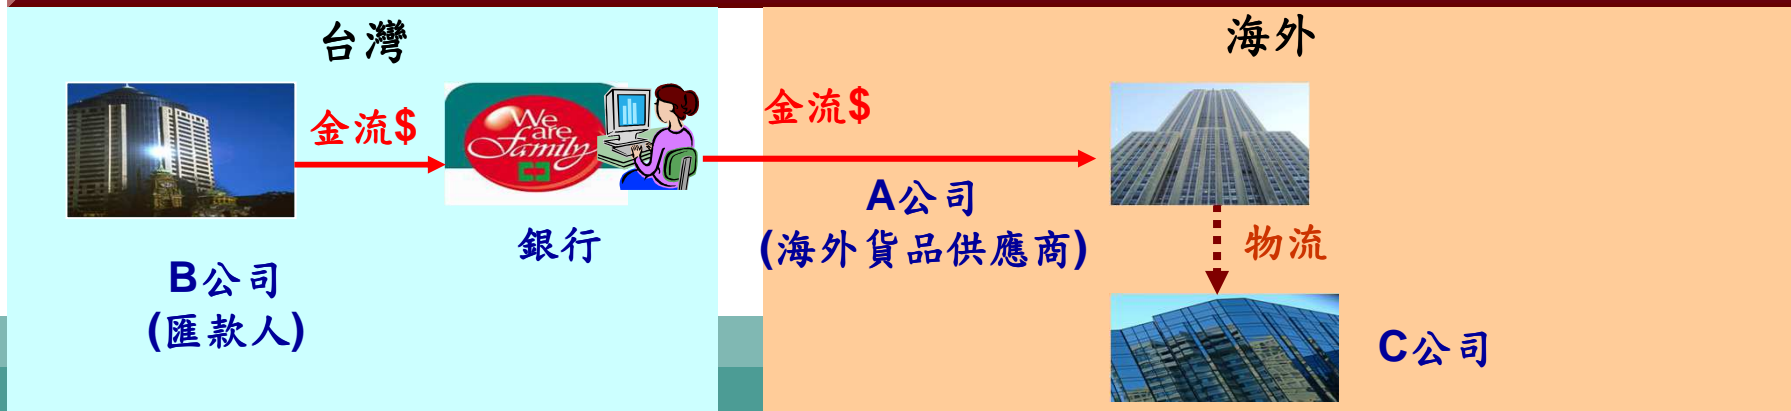 台灣
海外
金流$
We
are
Family
金流$
A公司
(海外貨品供應商)
銀行
物流
B公司
(匯款人)
C公司